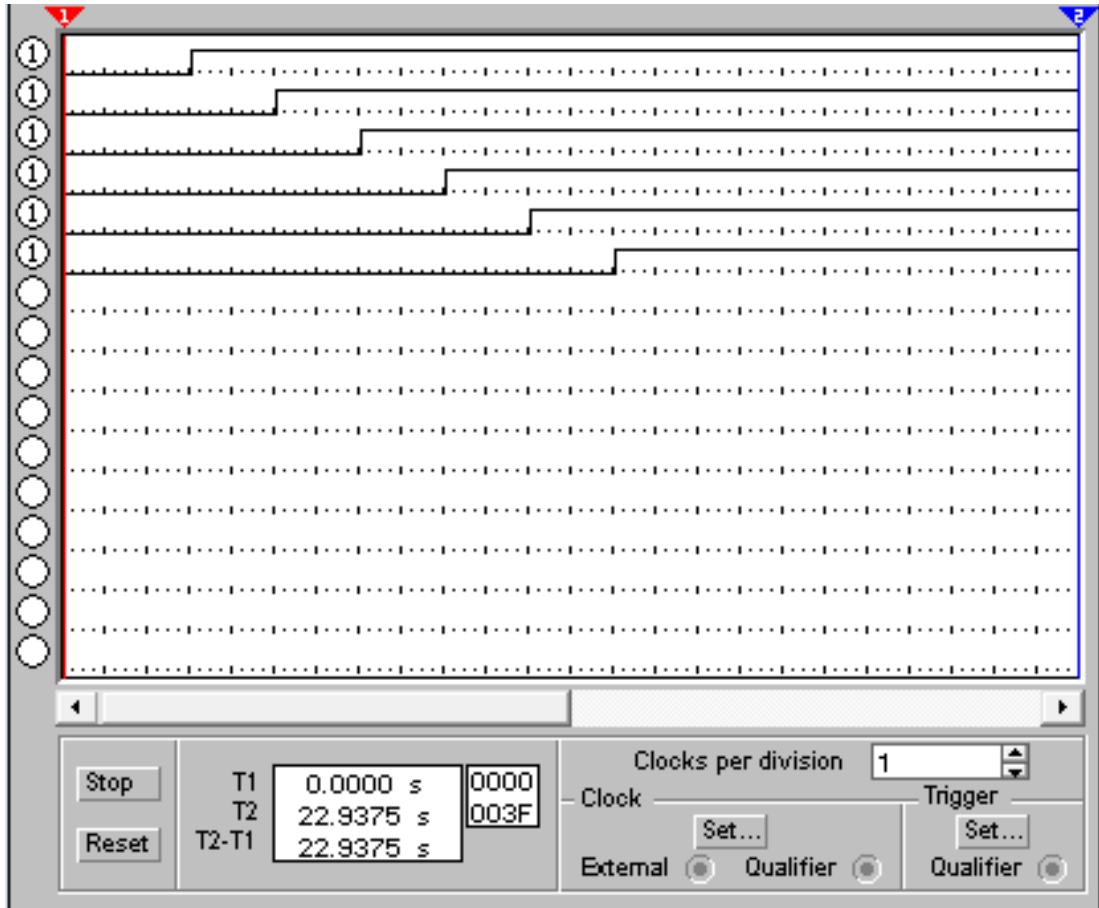 1 2
1
1
1
1
1
1
Clocks per division 1
Stop T1 0.0000 s 0000
Clock Trigger
T2 22.9375 s 003F
Set... Set...
Reset T2-T1 22.9375 s
External Qualifier Qualifier